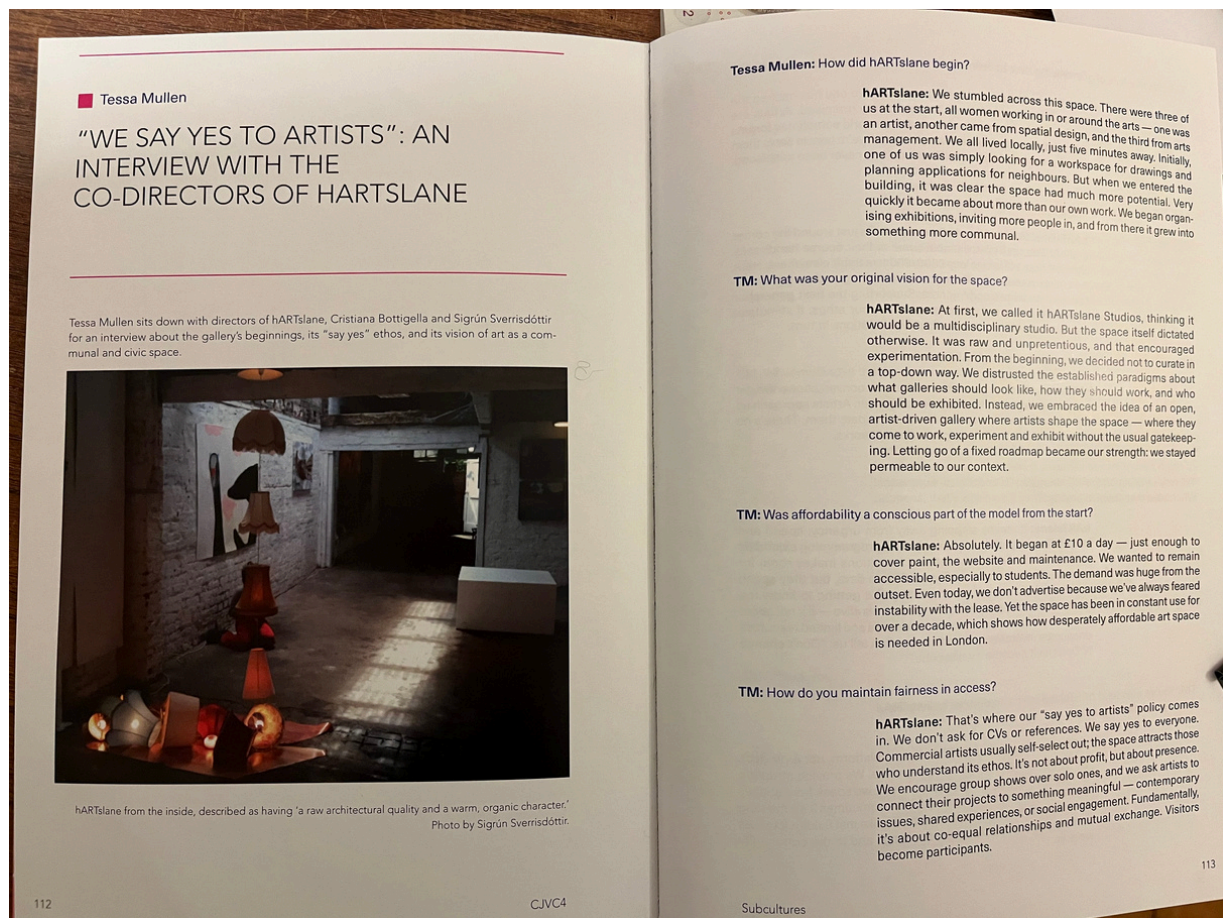 Tessa Mullen
“WE SAY YES TO ARTISTS”: AN
INTERVIEW WITH THE
CO-DIRECTORS OF HARTSLANE
Tessa Mullen sits down with directors of hARTslane, Cristiana Bottigella and Sigrún Sverrisdóttir
for an interview about the gallery’s beginnings, its “say yes” ethos, and its vision of art as a com-
munal and civic space.
hARTslane from the inside, described as having ‘a raw architectural quality and a warm, organic character.’
Photo by Sigrún Sverrisdóttir.
112
CJVC4
Tessa Mullen: How did hARTslane begin?
hARTslane: We stumbled across this space. There were three of
us at the start, all women working in or around the arts — one was
an artist, another came from spatial design, and the third from arts
management. We all lived locally, just five minutes away. Initially,
one of us was simply looking for a workspace for drawings and
planning applications for neighbours. But when we entered the
building, it was clear the space had much more potential. Very
quickly it became about more than our own work. We began organ-
ising exhibitions, inviting more people in, and from there it grew into
something more communal.
TM: What was your original vision for the space?
hARTslane: At first, we called it hARTslane Studios, thinking it
would be a multidisciplinary studio. But the space itself dictated
otherwise. It was raw and unpretentious, and that encouraged
experimentation. From the beginning, we decided not to curate in
a top-down way. We distrusted the established paradigms about
what galleries should look like, how they should work, and who
should be exhibited. Instead, we embraced the idea of an open,
artist-driven gallery where artists shape the space — where they
come to work, experiment and exhibit without the usual gatekeep-
ing. Letting go of a fixed roadmap became our strength: we stayed
permeable to our context.
TM: Was affordability a conscious part of the model from the start?
hARTslane: Absolutely. It began at £10 a day — just enough to
cover paint, the website and maintenance. We wanted to remain
accessible, especially to students. The demand was huge from the
outset. Even today, we don’t advertise because we’ve always feared
instability with the lease. Yet the space has been in constant use for
over a decade, which shows how desperately affordable art space
is needed in London.
TM: How do you maintain fairness in access?
hARTslane: That’s where our “say yes to artists” policy comes
in. We don’t ask for CVs or references. We say yes to everyone.
Commercial artists usually self-select out; the space attracts those
who understand its ethos. It’s not about profit, but about presence.
We encourage group shows over solo ones, and we ask artists to
connect their projects to something meaningful — contemporary
issues, shared experiences, or social engagement. Fundamentally,
it’s about co-equal relationships and mutual exchange. Visitors
become participants.
113
Subcultures